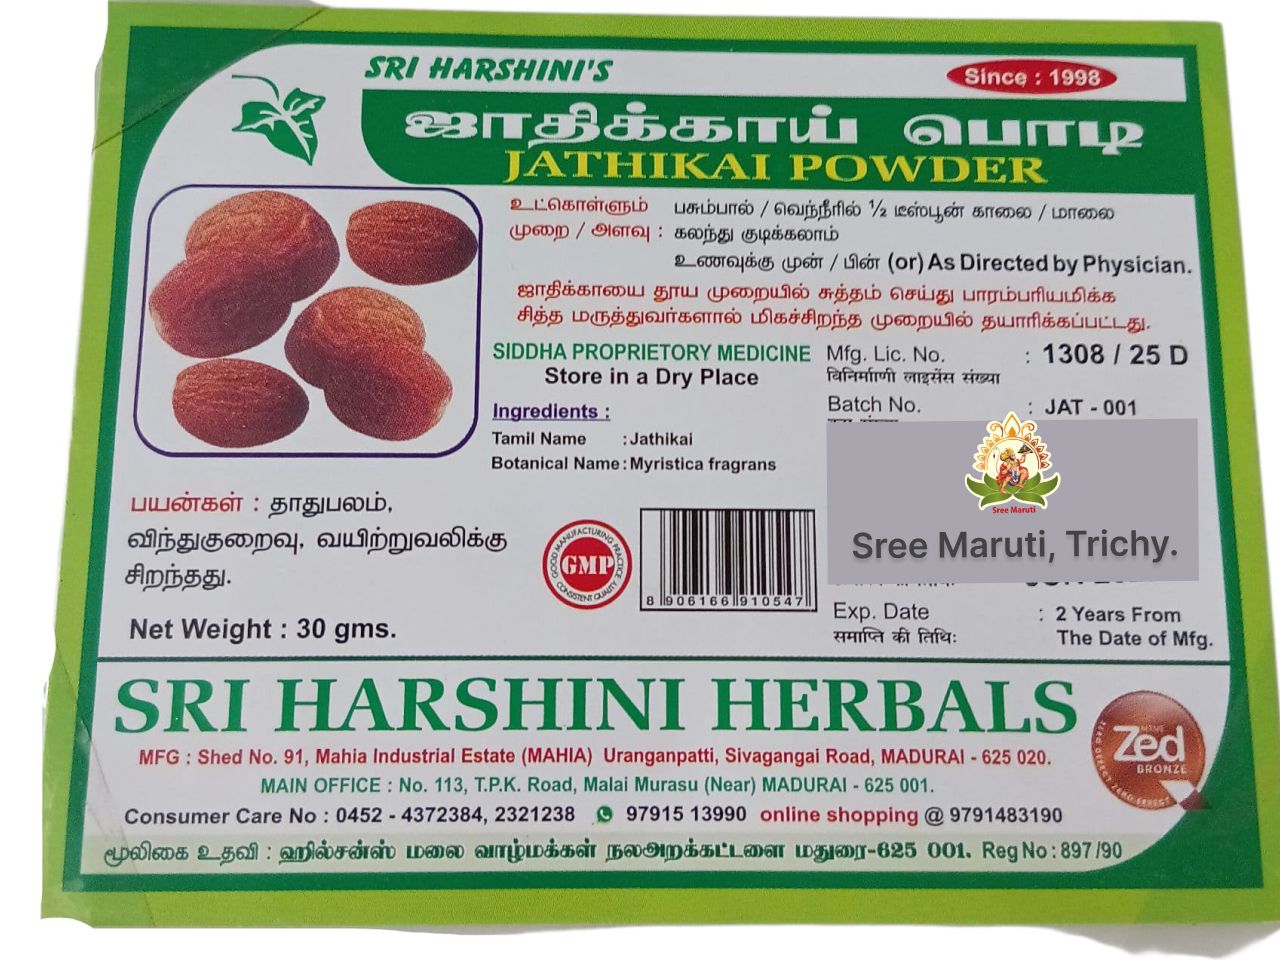 SRI HARSHINI'S
Since : 1998
ஜாதிக்காய் பொடி
JATHIKAI POWDER
உட்கொள்ளும் பசும்பால் / வெந்நீரில் ½ டீஸ்பூன் காலை / மாலை
முறை / அளவு : கலந்து குடிக்கலாம்
உணவுக்கு முன் / பின் (or) As Directed by Physician.
ஜாதிக்காயை தூய முறையில் சுத்தம் செய்து பாரம்பரியமிக்க
சித்த மருத்துவர்களால் மிகச்சிறந்த முறையில் தயாரிக்கப்பட்டது.
SIDDHA PROPRIETORY MEDICINE
Store in a Dry Place
Ingredients :
Tamil Name : Jathikai
Botanical Name : Myristica fragrans
Mfg. Lic. No. : 1308 / 25 D
विनिर्माणी लाइसेंस संख्या
Batch No. : JAT - 001
Sree Maruti
Sree Maruti, Trichy.
Exp. Date : 2 Years From
समाप्ति की तिथि: The Date of Mfg.
பயன்கள் : தாதுபலம்,
விந்துகுறைவு, வயிற்றுவலிக்கு
சிறந்தது.
GOOD MANUFACTURING PRACTICE
GMP
CONSISTENT QUALITY
8 906166 910547
Net Weight : 30 gms.
SRI HARSHINI HERBALS
MFG : Shed No. 91, Mahia Industrial Estate (MAHIA) Uranganpatti, Sivagangai Road, MADURAI - 625 020.
MAIN OFFICE : No. 113, T.P.K. Road, Malai Murasu (Near) MADURAI - 625 001.
Consumer Care No : 0452 - 4372384, 2321238 97915 13990 online shopping @ 9791483190
மூலிகை உதவி : ஹில்சன்ஸ் மலை வாழ்மக்கள் நலஅறக்கட்டளை மதுரை-625 001. Reg No : 897/90
Zed
BRONZE
ZERO DEFECT ZERO EFFECT